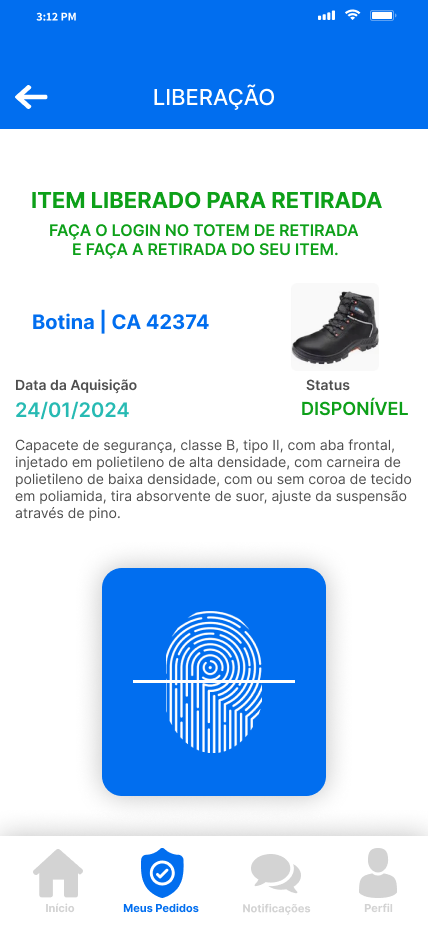 3:12 PM
LIBERAÇÃO
ITEM LIBERADO PARA RETIRADA
FAÇA O LOGIN NO TOTEM DE RETIRADA
E FAÇA A RETIRADA DO SEU ITEM.
Botina | CA 42374
Data da Aquisição
Status
24/01/2024
DISPONÍVEL
Capacete de segurança, classe B, tipo II, com aba frontal,
injetado em polietileno de alta densidade, com carneira de
polietileno de baixa densidade, com ou sem coroa de tecido
em poliamida, tira absorvente de suor, ajuste da suspensão
através de pino.
Início
Meus Pedidos
Notificações
Perfil